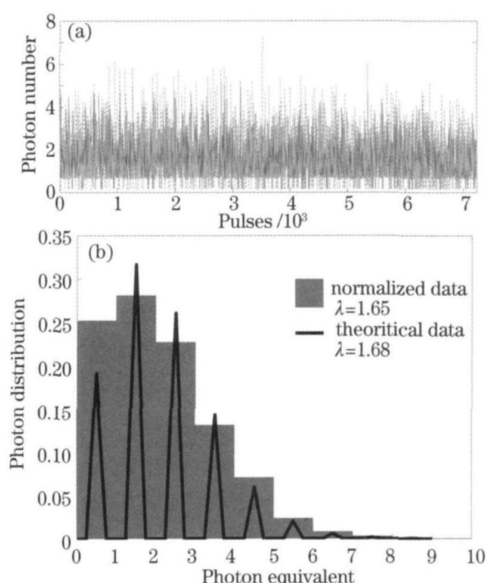 (a)
8
6
4
2
0
Photon number
0 1 2 3 4 5 6 7
Pulses /10³
(b)
0.35
0.30
0.25
0.20
0.15
0.10
0.05
0
Photon distribution
normalized data
λ=1.65
theoritical data
λ=1.68
0 1 2 3 4 5 6 7 8 9 10
Photon equivalent